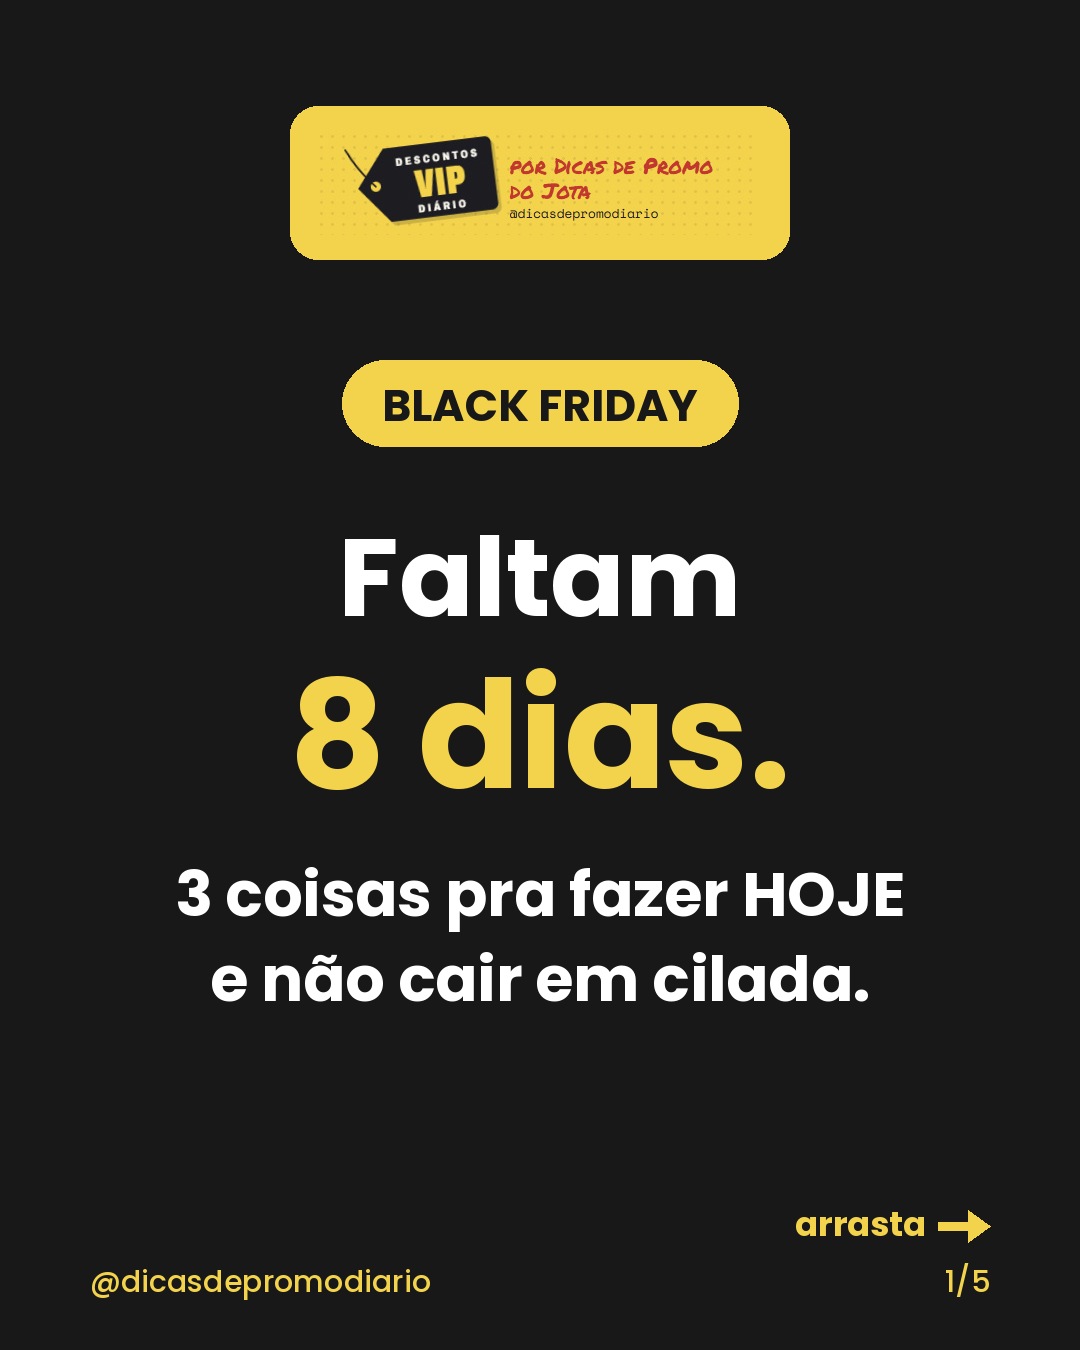 DESCONTOS
VIP
DIÁRIO
por Dicas de Promo
do Jota
@dicasdepromodiario
BLACK FRIDAY
Faltam
8 dias.
3 coisas pra fazer HOJE
e não cair em cilada.
arrasta
@dicasdepromodiario
1/5